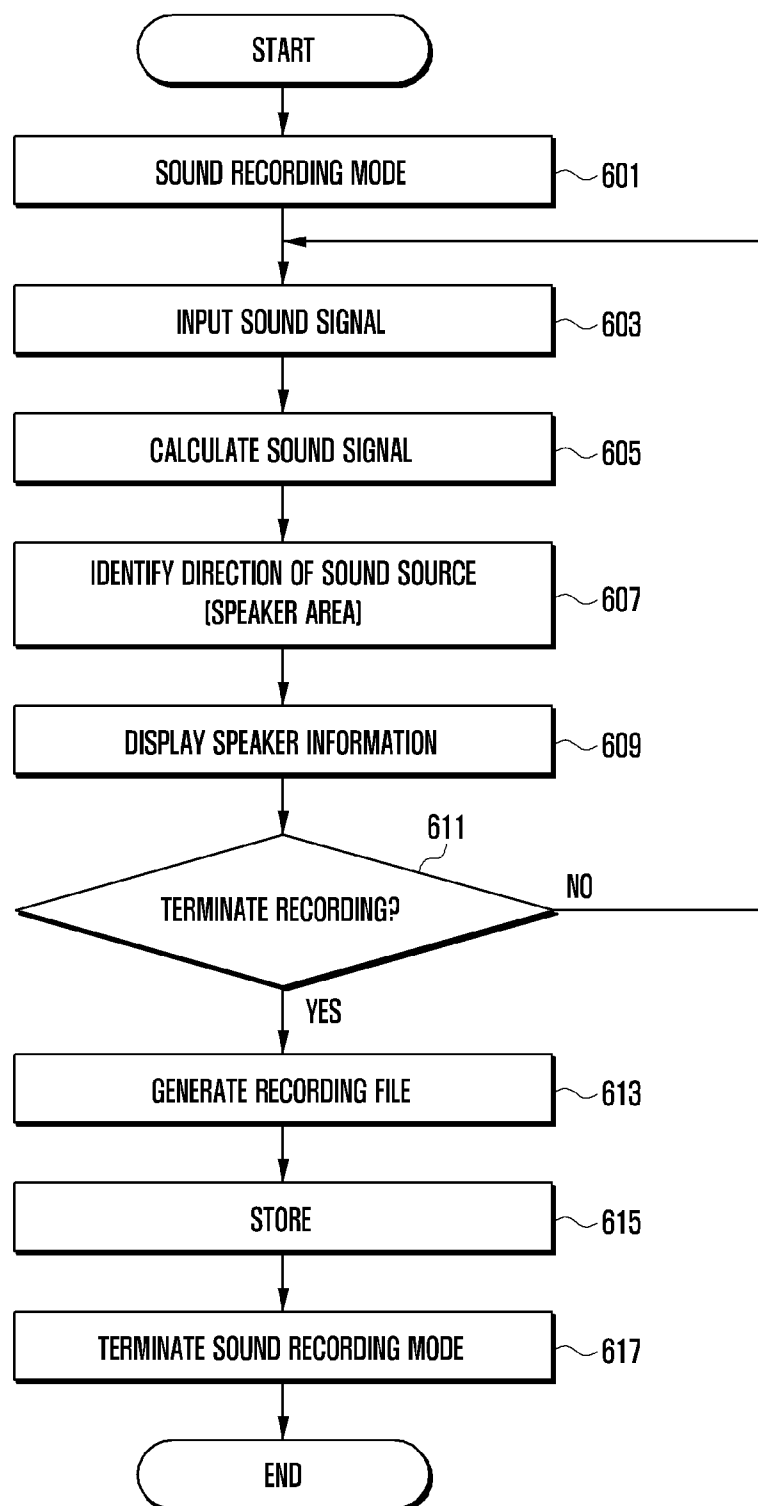 START
SOUND RECORDING MODE
601
INPUT SOUND SIGNAL
603
CALCULATE SOUND SIGNAL
605
IDENTIFY DIRECTION OF SOUND SOURCE
(SPEAKER AREA)
607
DISPLAY SPEAKER INFORMATION
609
611
TERMINATE RECORDING?
NO
YES
GENERATE RECORDING FILE
613
STORE
615
TERMINATE SOUND RECORDING MODE
617
END